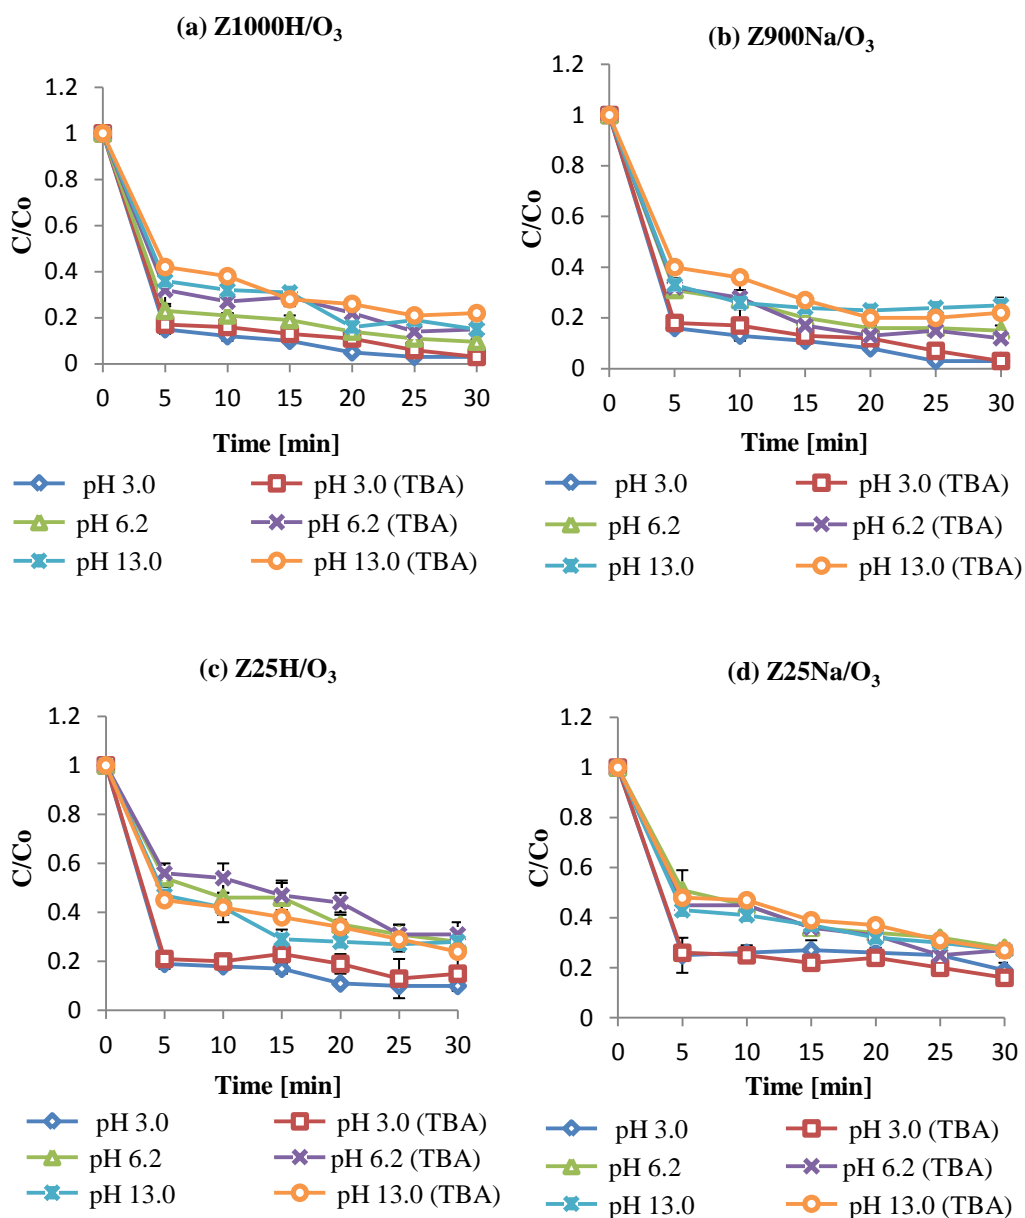 (a) Z1000H/O3
1.2
1
0.8
0.6
0.4
0.2
0
C/Co
0 5 10 15 20 25 30
Time [min]
pH 3.0 pH 3.0 (TBA)
pH 6.2 pH 6.2 (TBA)
pH 13.0 pH 13.0 (TBA)
(b) Z900Na/O3
1.2
1
0.8
0.6
0.4
0.2
0
C/Co
0 5 10 15 20 25 30
Time [min]
pH 3.0 pH 3.0 (TBA)
pH 6.2 pH 6.2 (TBA)
pH 13.0 pH 13.0 (TBA)
(c) Z25H/O3
1.2
1
0.8
0.6
0.4
0.2
0
C/Co
0 5 10 15 20 25 30
Time [min]
pH 3.0 pH 3.0 (TBA)
pH 6.2 pH 6.2 (TBA)
pH 13.0 pH 13.0 (TBA)
(d) Z25Na/O3
1.2
1
0.8
0.6
0.4
0.2
0
C/Co
0 5 10 15 20 25 30
Time [min]
pH 3.0 pH 3.0 (TBA)
pH 6.2 pH 6.2 (TBA)
pH 13.0 pH 13.0 (TBA)